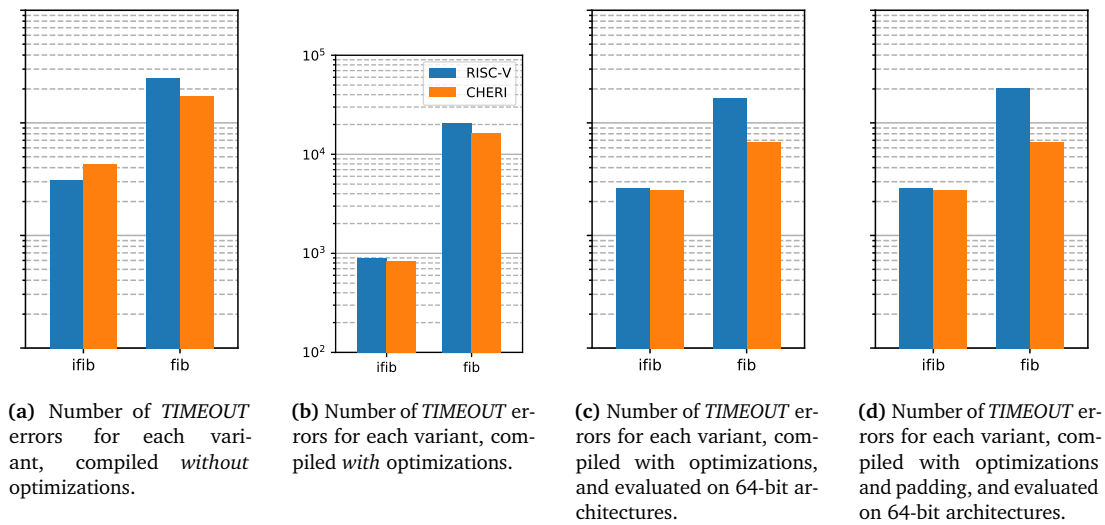 10^5
10^4
10^3
10^2
RISC-V
CHERI
ifib
fib
ifib
fib
ifib
fib
ifib
fib
(a) Number of TIMEOUT
errors for each vari-
ant, compiled without
optimizations.
(b) Number of TIMEOUT er-
rors for each variant, com-
piled with optimizations.
(c) Number of TIMEOUT er-
rors for each variant, com-
piled with optimizations,
and evaluated on 64-bit ar-
chitectures.
(d) Number of TIMEOUT er-
rors for each variant, com-
piled with optimizations
and padding, and evaluated
on 64-bit architectures.